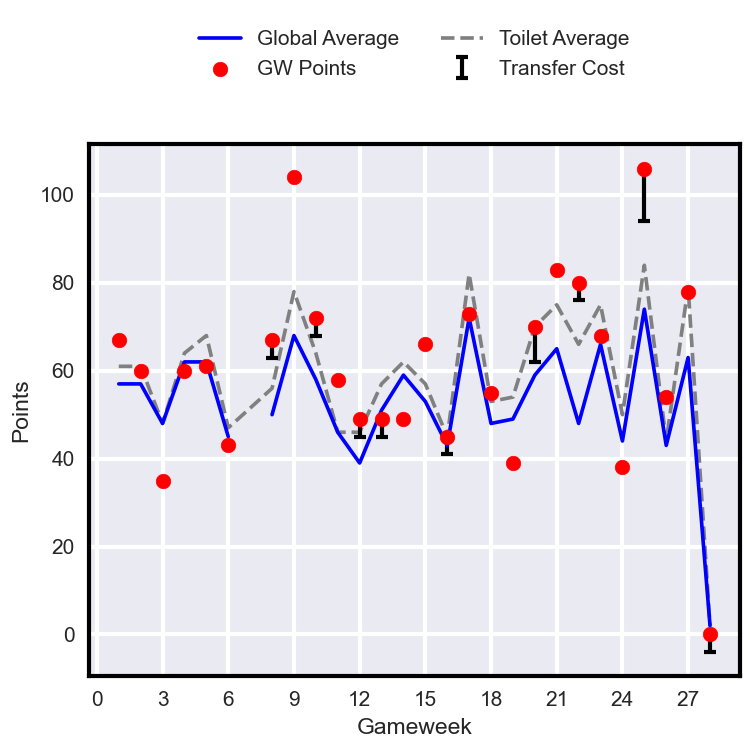 Global Average
Toilet Average
GW Points
Transfer Cost
100
80
60
40
20
0
Points
0 3 6 9 12 15 18 21 24 27
Gameweek